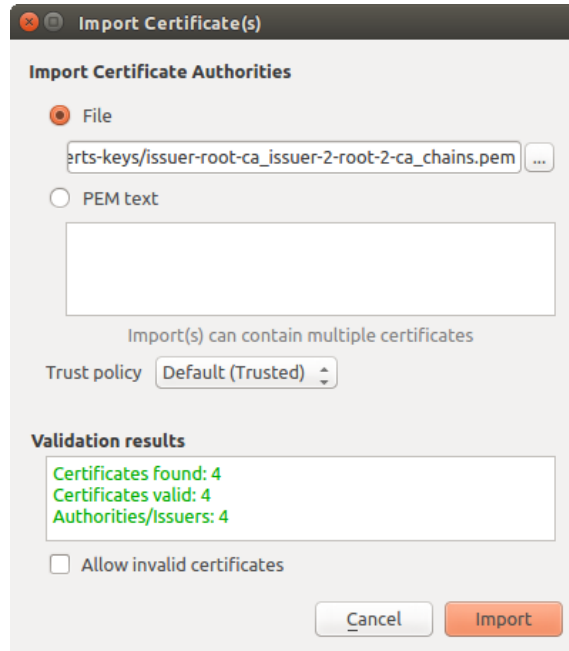 Import Certificate(s)
Import Certificate Authorities
File
erts-keys/issuer-root-ca_issuer-2-root-2-ca_chains.pem ...
PEM text
Import(s) can contain multiple certificates
Trust policy Default (Trusted)
Validation results
Certificates found: 4
Certificates valid: 4
Authorities/Issuers: 4
Allow invalid certificates
Cancel Import